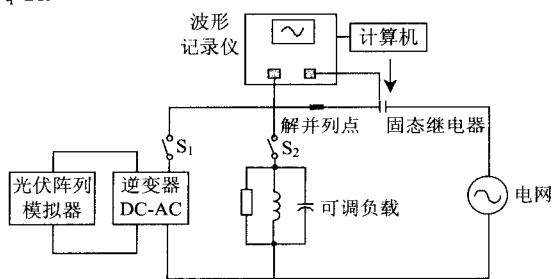 波形
记录仪
计算机
解并列点
固态继电器
S1
S2
光伏阵列
模拟器
逆变器
DC-AC
可调负载
电网